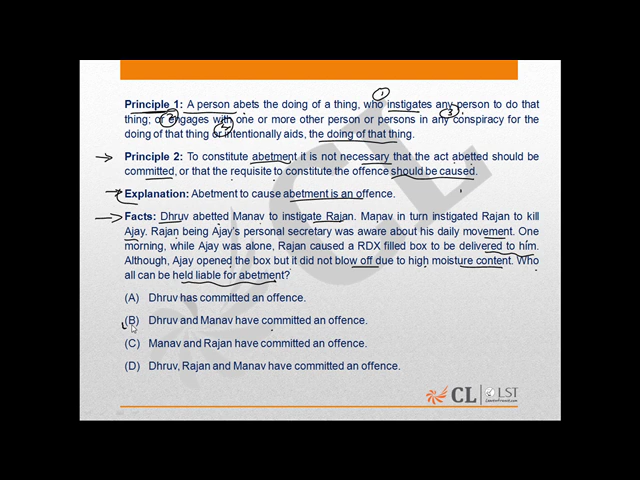 Principle 1: A person abets the doing of a thing, who instigates any person to do that
thing; or engages with one or more other person or persons in any conspiracy for the
doing of that thing or intentionally aids, the doing of that thing.
Principle 2: To constitute abetment it is not necessary that the act abetted should be
committed, or that the requisite to constitute the offence should be caused.
Explanation: Abetment to cause abetment is an offence.
Facts: Dhruv abetted Manav to instigate Rajan. Manav in turn instigated Rajan to kill
Ajay. Rajan being Ajay's personal secretary was aware about his daily movement. One
morning, while Ajay was alone, Rajan caused a RDX filled box to be delivered to him.
Although, Ajay opened the box but it did not blow off due to high moisture content. Who
all can be held liable for abetment?
(A) Dhruv has committed an offence.
(B) Dhruv and Manav have committed an offence.
(C) Manav and Rajan have committed an offence.
(D) Dhruv, Rajan and Manav have committed an offence.
CL LST